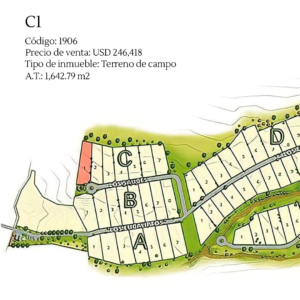 C1
Código: 1906
Precio de venta: USD 246,418
Tipo de inmueble: Terreno de campo
A.T.: 1,642.79 m2
C
D
B
A